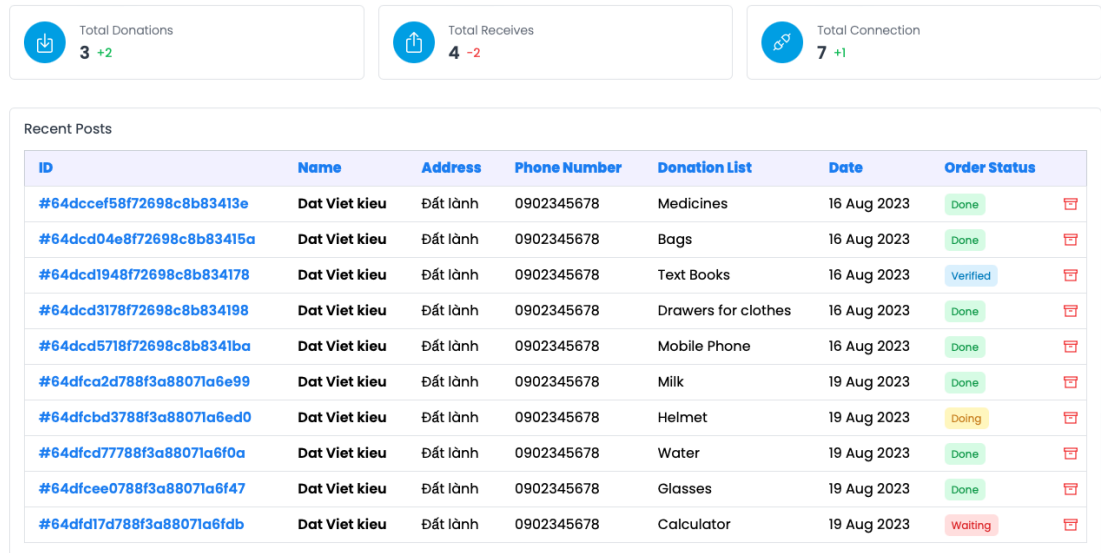 Total Donations
3 +2
Total Receives
4 -2
Total Connection
7 +1
Recent Posts
ID Name Address Phone Number Donation List Date Order Status
#64dccef58f72698c8b83413e Dat Viet kieu Đất lành 0902345678 Medicines 16 Aug 2023 Done
#64dcd04e8f72698c8b83415a Dat Viet kieu Đất lành 0902345678 Bags 16 Aug 2023 Done
#64dcd1948f72698c8b834178 Dat Viet kieu Đất lành 0902345678 Text Books 16 Aug 2023 Verified
#64dcd3178f72698c8b834198 Dat Viet kieu Đất lành 0902345678 Drawers for clothes 16 Aug 2023 Done
#64dcd5718f72698c8b8341ba Dat Viet kieu Đất lành 0902345678 Mobile Phone 16 Aug 2023 Done
#64dfca2d788f3a88071a6e99 Dat Viet kieu Đất lành 0902345678 Milk 19 Aug 2023 Done
#64dfcbd3788f3a88071a6ed0 Dat Viet kieu Đất lành 0902345678 Helmet 19 Aug 2023 Doing
#64dfcd77788f3a88071a6f0a Dat Viet kieu Đất lành 0902345678 Water 19 Aug 2023 Done
#64dfcee0788f3a88071a6f47 Dat Viet kieu Đất lành 0902345678 Glasses 19 Aug 2023 Done
#64dfd17d788f3a88071a6fdb Dat Viet kieu Đất lành 0902345678 Calculator 19 Aug 2023 Waiting